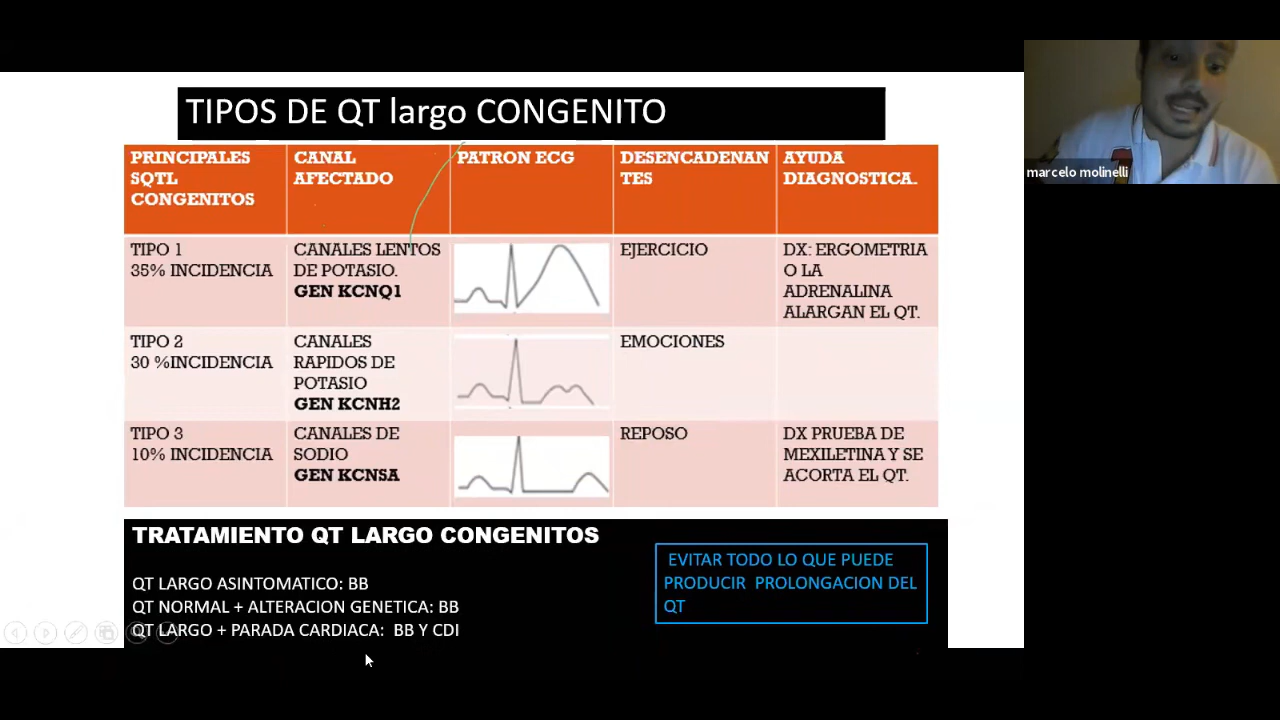 TIPOS DE QT largo CONGENITO
PRINCIPALES
SQTL
CONGENITOS
CANAL
AFECTADO
PATRON ECG
DESENCADENAN
TES
AYUDA
DIAGNOSTICA.
TIPO 1
35% INCIDENCIA
CANALES LENTOS
DE POTASIO.
GEN KCNQ1
EJERCICIO
DX: ERGOMETRIA
O LA
ADRENALINA
ALARGAN EL QT.
TIPO 2
30 %INCIDENCIA
CANALES
RAPIDOS DE
POTASIO
GEN KCNH2
EMOCIONES
TIPO 3
10% INCIDENCIA
CANALES DE
SODIO
GEN KCNSA
REPOSO
DX PRUEBA DE
MEXILETINA Y SE
ACORTA EL QT.
TRATAMIENTO QT LARGO CONGENITOS
QT LARGO ASINTOMATICO: BB
QT NORMAL + ALTERACION GENETICA: BB
QT LARGO + PARADA CARDIACA: BB Y CDI
EVITAR TODO LO QUE PUEDE
PRODUCIR PROLONGACION DEL
QT
marcelo molinelli